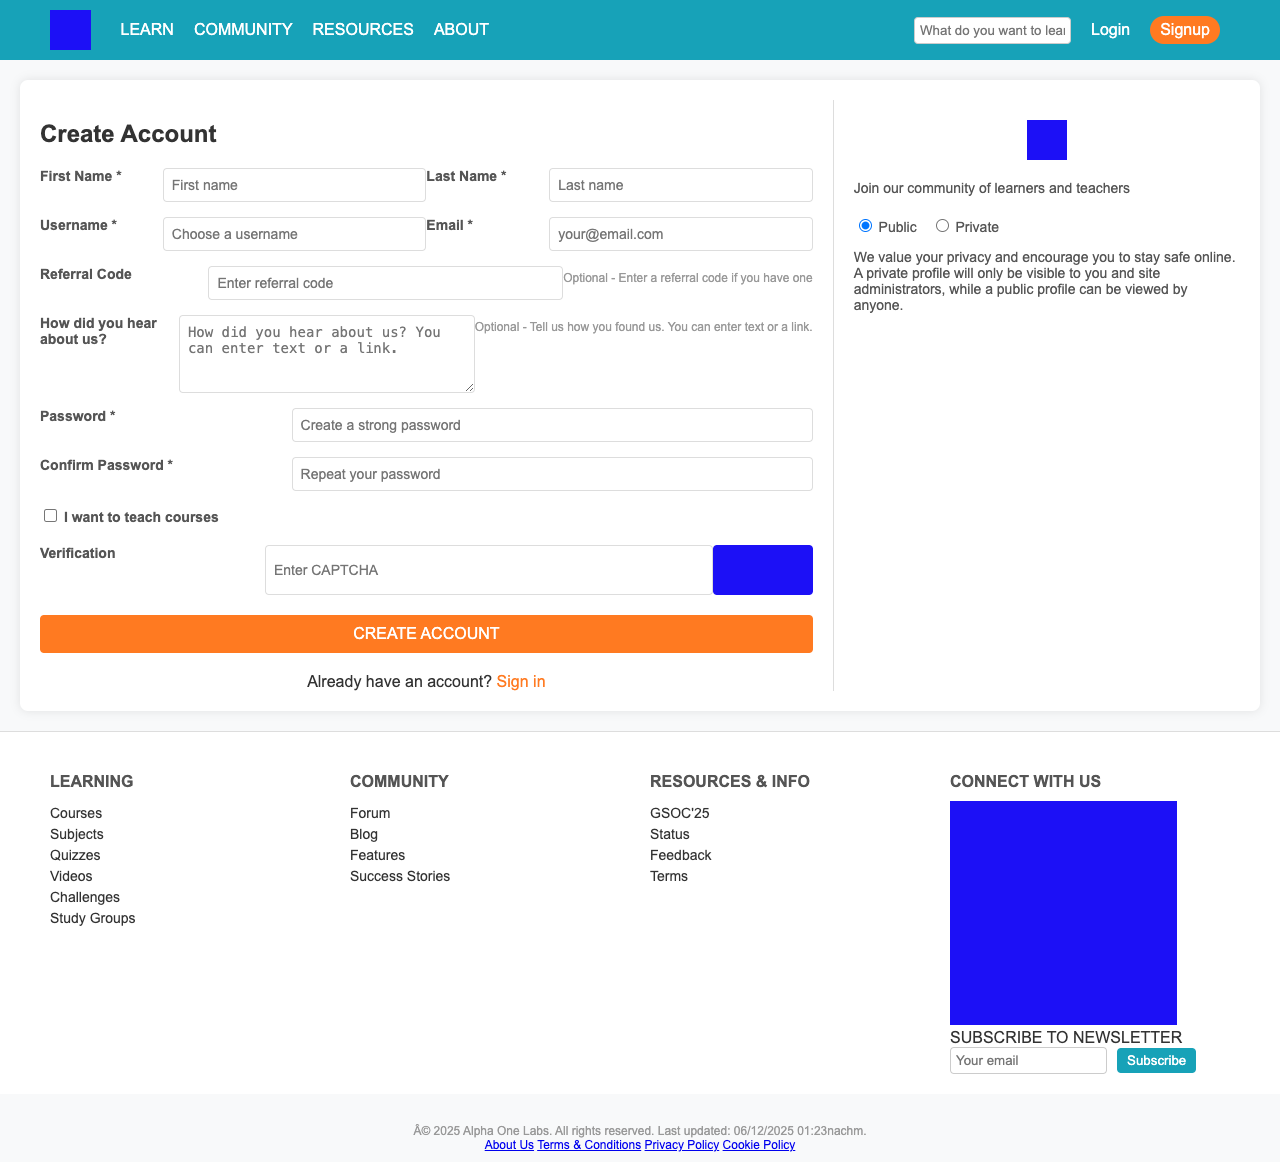 LEARN COMMUNITY RESOURCES ABOUT
What do you want to lear
Login
Signup
Create Account
First Name *
First name
Last Name *
Last name
Username *
Choose a username
Email *
your@email.com
Referral Code
Enter referral code
Optional - Enter a referral code if you have one
How did you hear
about us?
How did you hear about us? You
can enter text or a link.
Optional - Tell us how you found us. You can enter text or a link.
Password *
Create a strong password
Confirm Password *
Repeat your password
I want to teach courses
Verification
Enter CAPTCHA
CREATE ACCOUNT
Already have an account? Sign in
Join our community of learners and teachers
Public Private
We value your privacy and encourage you to stay safe online.
A private profile will only be visible to you and site
administrators, while a public profile can be viewed by
anyone.
LEARNING
Courses
Subjects
Quizzes
Videos
Challenges
Study Groups
COMMUNITY
Forum
Blog
Features
Success Stories
RESOURCES & INFO
GSOC'25
Status
Feedback
Terms
CONNECT WITH US
SUBSCRIBE TO NEWSLETTER
Your email
Subscribe
Â© 2025 Alpha One Labs. All rights reserved. Last updated: 06/12/2025 01:23nachm.
About Us Terms & Conditions Privacy Policy Cookie Policy